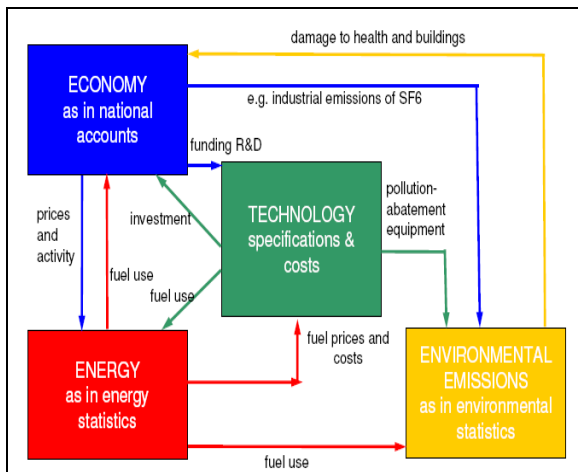 damage to health and buildings
ECONOMY
as in national
accounts
e.g. industrial emissions of SF6
funding R&D
TECHNOLOGY
specifications &
costs
pollution-
abatement
equipment
prices
and
activity
investment
fuel use
fuel use
fuel prices and
costs
ENERGY
as in energy
statistics
ENVIRONMENTAL
EMISSIONS
as in environmental
statistics
fuel use